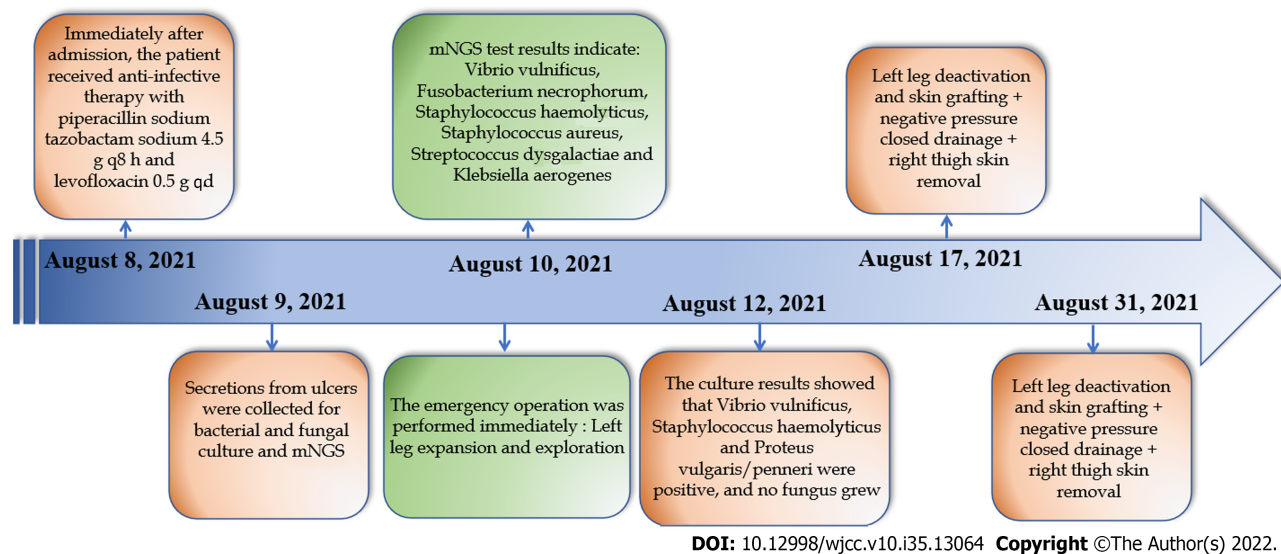 Immediately after
admission, the patient
received anti-infective
therapy with
piperacillin sodium
tazobactam sodium 4.5
g q8 h and
levofloxacin 0.5 g qd
mNGS test results indicate:
Vibrio vulnificus,
Fusobacterium necrophorum,
Staphylococcus haemolyticus,
Staphylococcus aureus,
Streptococcus dysgalactiae and
Klebsiella aerogenes
Left leg deactivation
and skin grafting +
negative pressure
closed drainage +
right thigh skin
removal
August 8, 2021
August 10, 2021
August 17, 2021
August 9, 2021
August 12, 2021
August 31, 2021
Secretions from ulcers
were collected for
bacterial and fungal
culture and mNGS
The emergency operation was
performed immediately : Left
leg expansion and exploration
The culture results showed
that Vibrio vulnificus,
Staphylococcus haemolyticus
and Proteus
vulgaris/penneri were
positive, and no fungus grew
Left leg deactivation
and skin grafting +
negative pressure
closed drainage +
right thigh skin
removal
DOI: 10.12998/wjcc.v10.i35.13064 Copyright ©The Author(s) 2022.